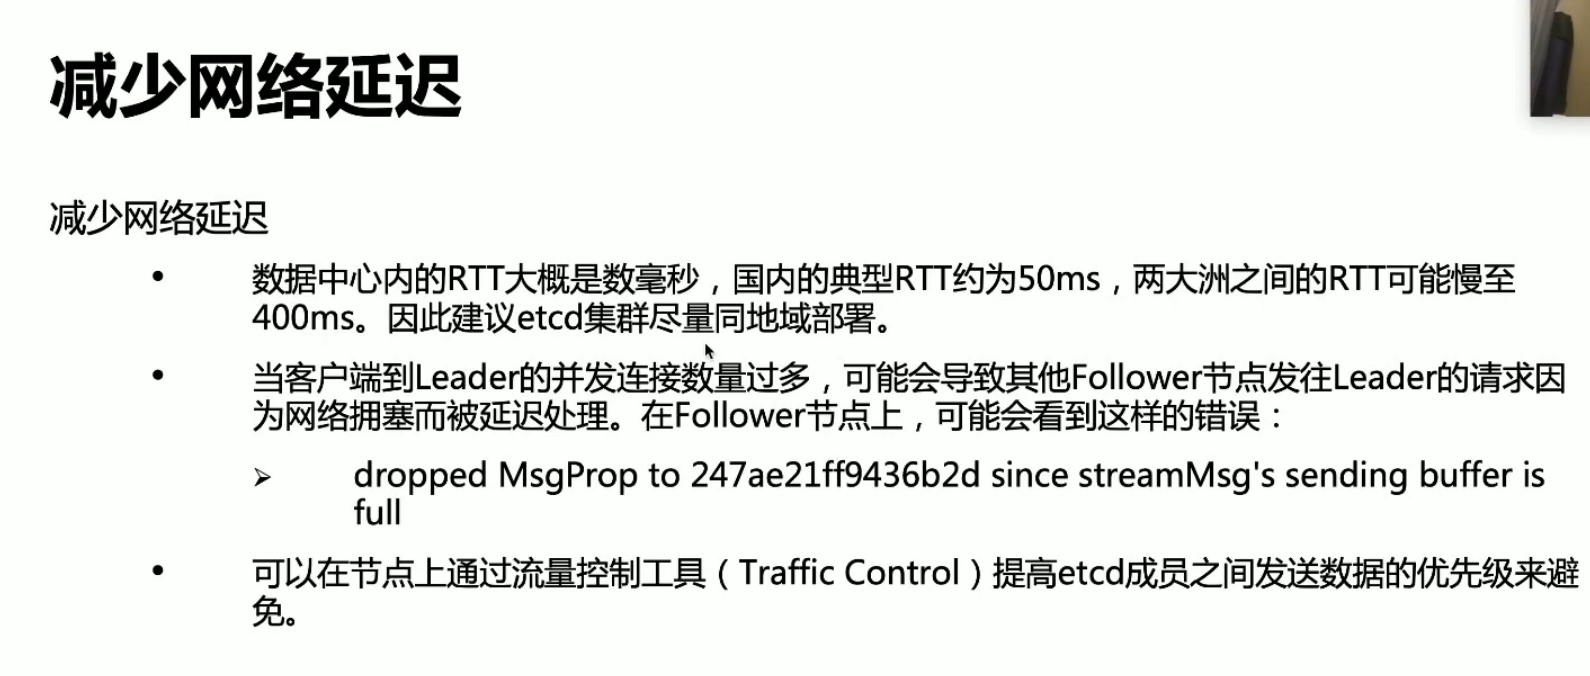 减少网络延迟
减少网络延迟
• 数据中心内的RTT大概是数毫秒，国内的典型RTT约为50ms，两大洲之间的RTT可能慢至
400ms。因此建议etcd集群尽量同地域部署。
• 当客户端到Leader的并发连接数量过多，可能会导致其他Follower节点发往Leader的请求因
为网络拥塞而被延迟处理。在Follower节点上，可能会看到这样的错误：
➢ dropped MsgProp to 247ae21ff9436b2d since streamMsg's sending buffer is
full
• 可以在节点上通过流量控制工具（Traffic Control）提高etcd成员之间发送数据的优先级来避
免。